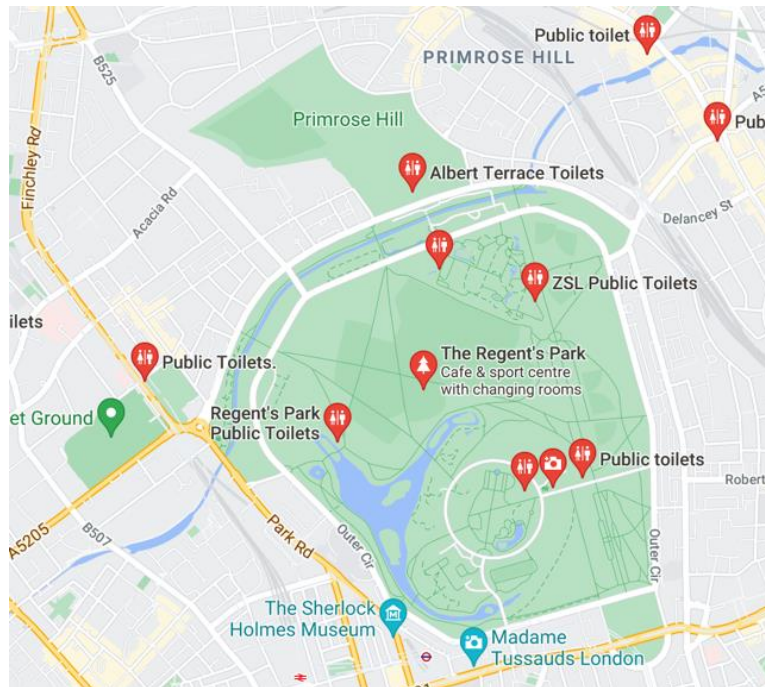 Public toilet
PRIMROSE HILL
B525
Primrose Hill
Pub
A5
Finchley Rd
Albert Terrace Toilets
Acacia Rd
Delancey St
ZSL Public Toilets
ilets
Public Toilets.
The Regent's Park
Cafe & sport centre
with changing rooms
et Ground
Regent's Park
Public Toilets
Public toilets
Robert
A5205
B507
Park Rd
Outer Cir
Outer Cir
The Sherlock
Holmes Museum
Madame
Tussauds London